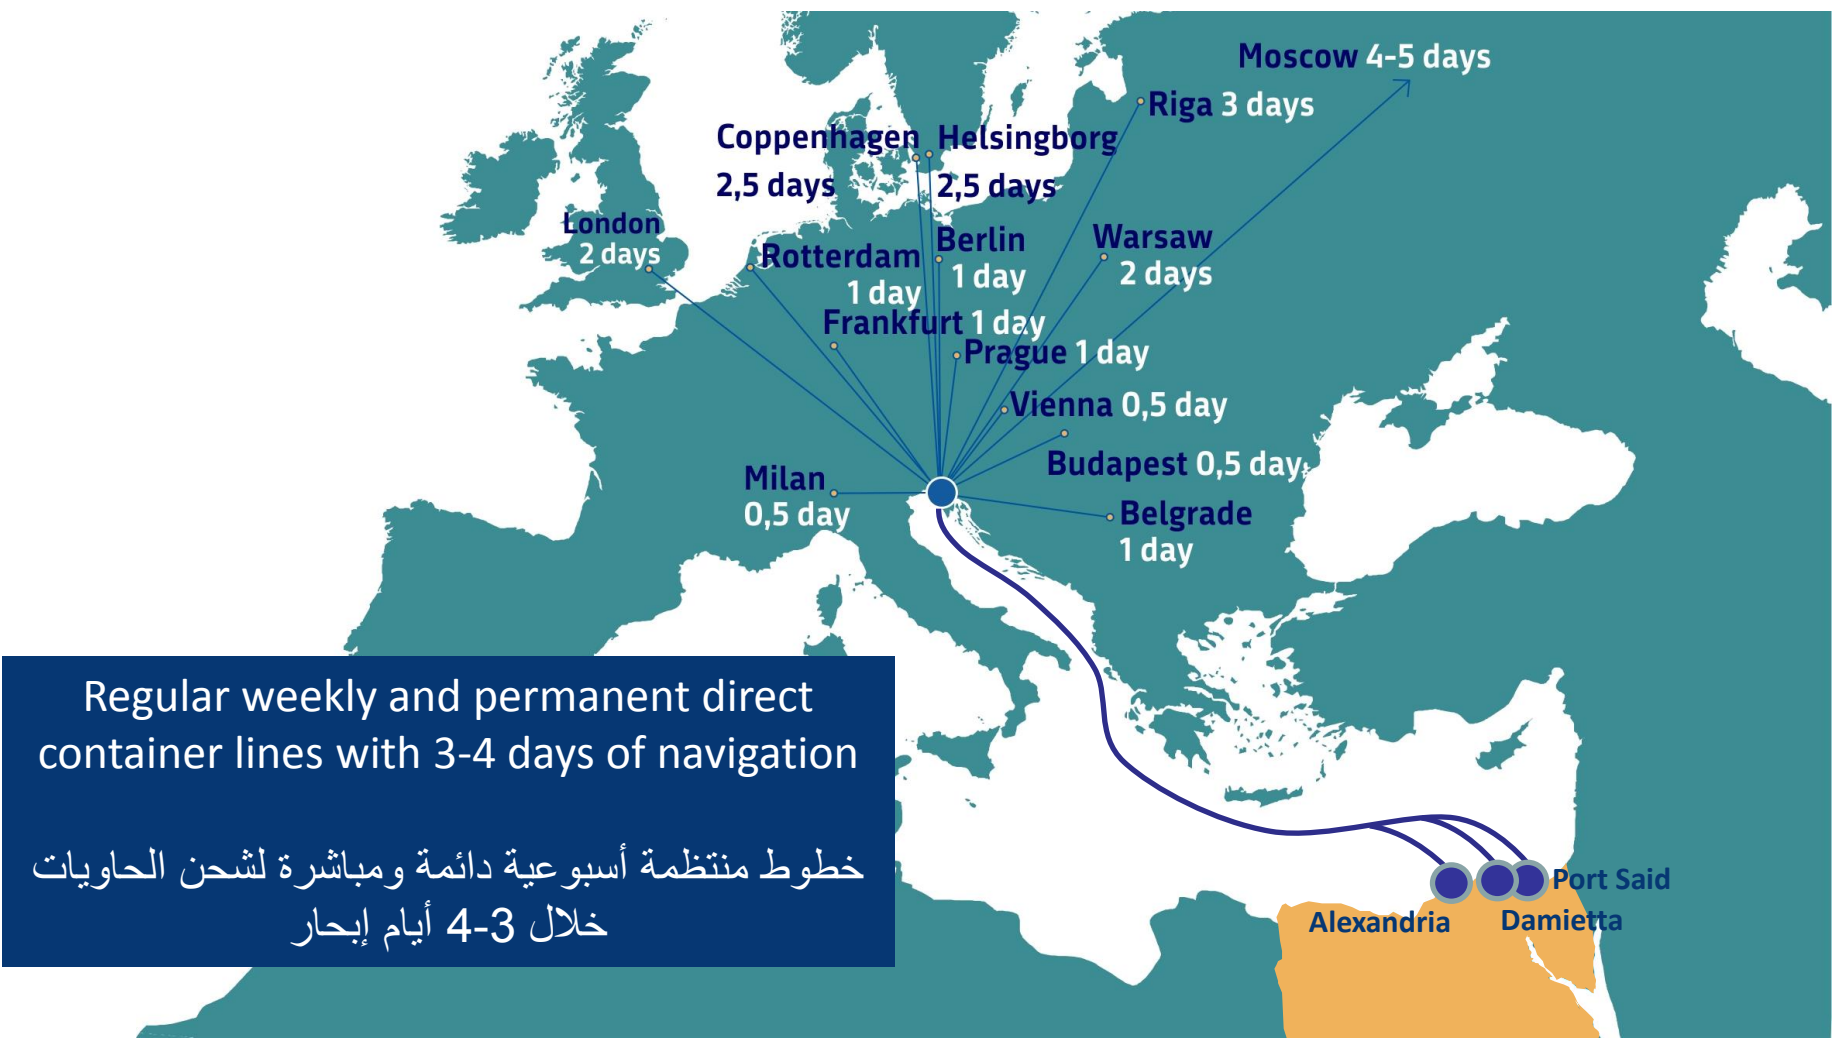 Moscow 4-5 days
Riga 3 days
Coppenhagen
2,5 days
Helsingborg
2,5 days
London
2 days
Rotterdam
1 day
Berlin
1 day
Warsaw
2 days
Frankfurt 1 day
Prague 1 day
Vienna 0,5 day
Budapest 0,5 day
Milan
0,5 day
Belgrade
1 day
Regular weekly and permanent direct
container lines with 3-4 days of navigation
خطوط منتظمة أسبوعية دائمة ومباشرة لشحن الحاويات
خلال 3-4 أيام إبحار
Port Said
Alexandria
Damietta